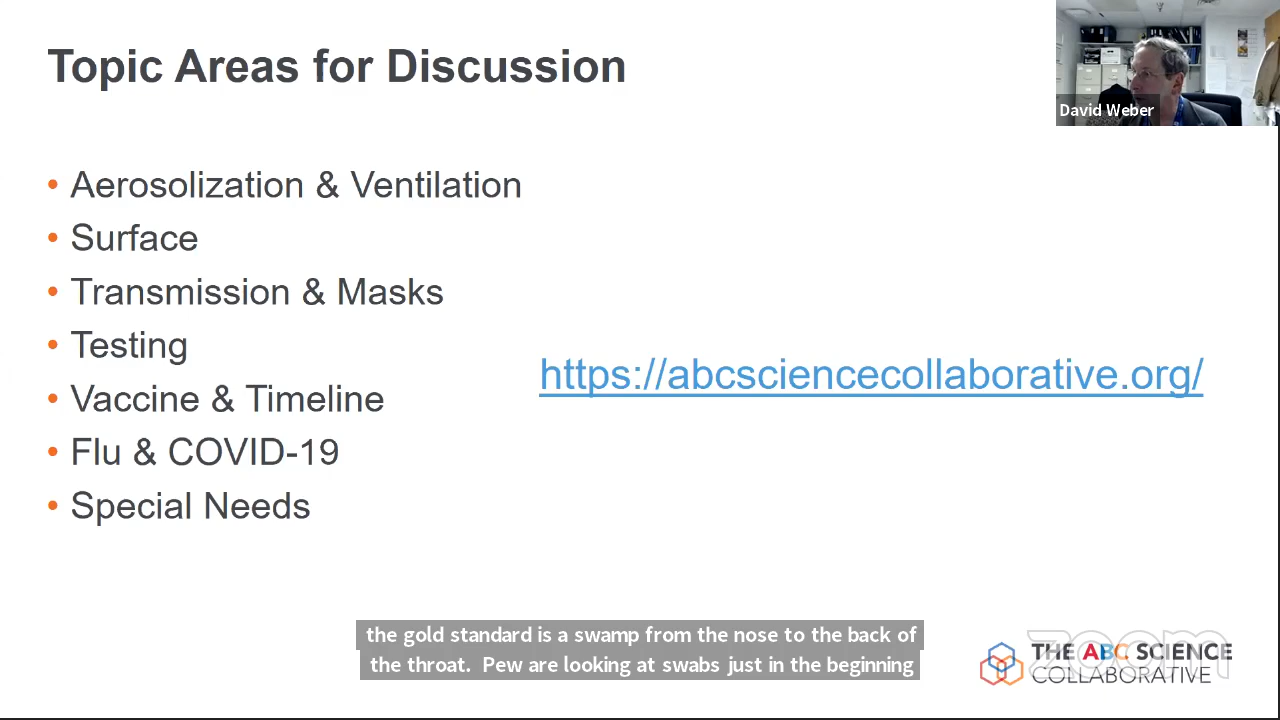 Topic Areas for Discussion
David Weber
• Aerosolization & Ventilation
• Surface
• Transmission & Masks
• Testing
• Vaccine & Timeline
• Flu & COVID-19
• Special Needs
https://abcsciencecollaborative.org/
the gold standard is a swamp from the nose to the back of
the throat. Pew are looking at swabs just in the beginning
THE ABC SCIENCE
COLLABORATIVE
zoom